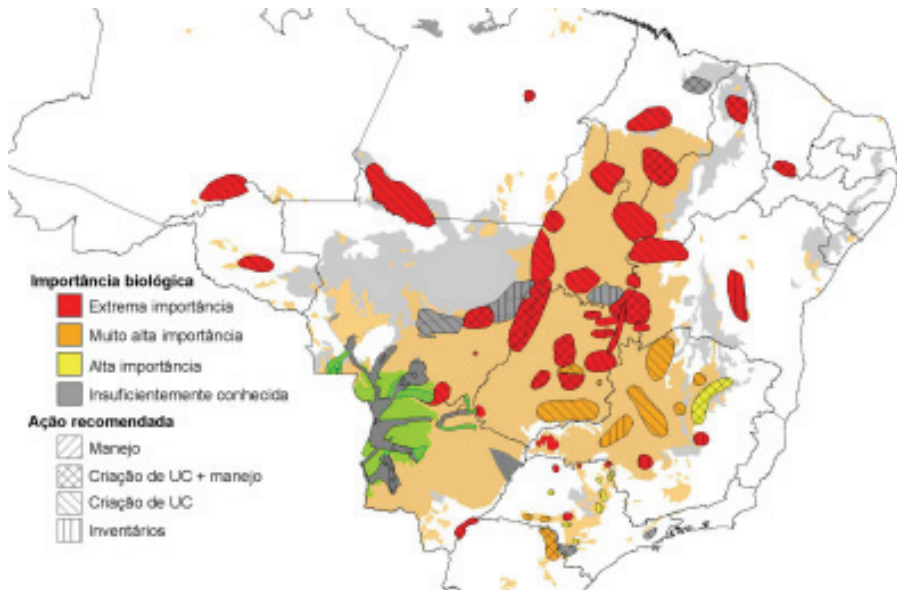 Importância biológica
Extrema importância
Muito alta importância
Alta importância
Insuficientemente conhecida
Ação recomendada
Manejo
Criação de UC + manejo
Criação de UC
Inventários